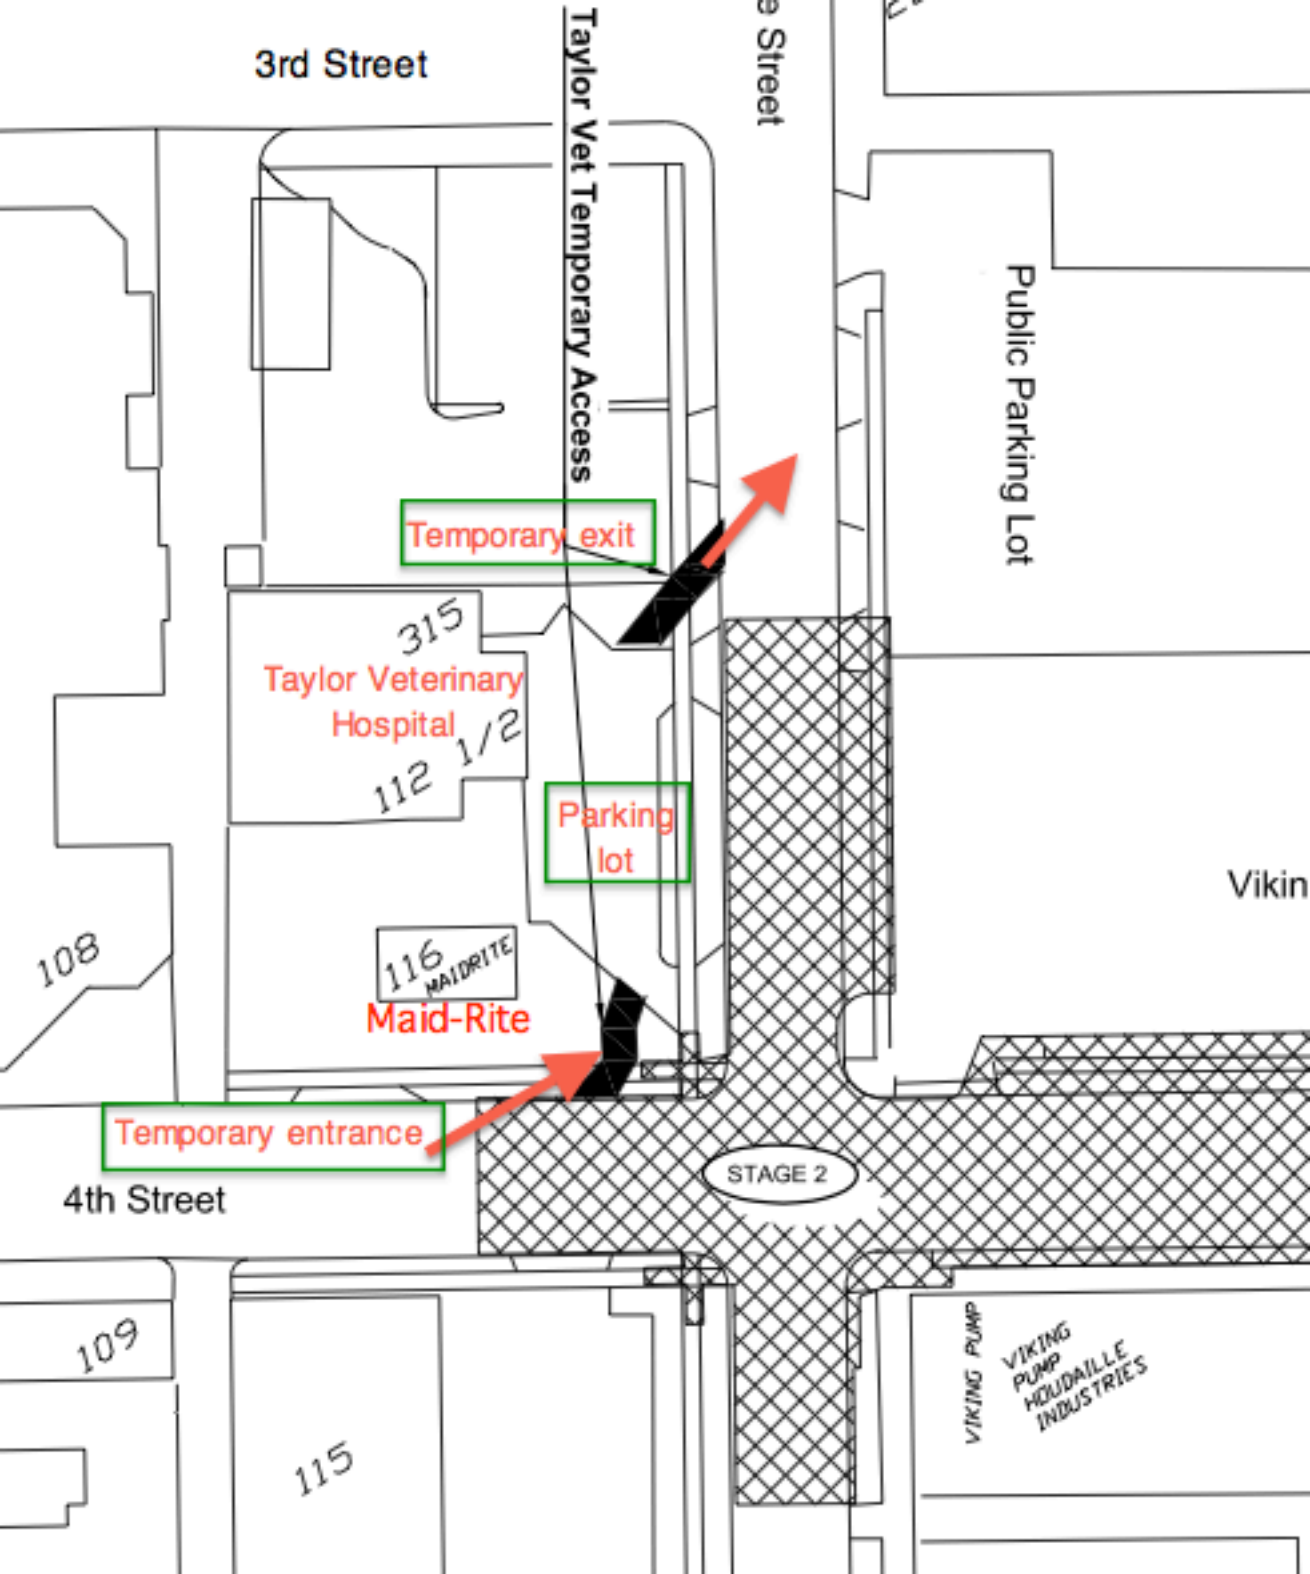 3rd Street
e Street
Taylor Vet Temporary Access
Public Parking Lot
Temporary exit
315
Taylor Veterinary
Hospital
1/2
112
Parking
lot
Vikin
108
116
MAIDRITE
Maid-Rite
Temporary entrance
STAGE 2
4th Street
109
VIKING PUMP
VIKING
PUMP
HOUDAILLE
INDUSTRIES
115